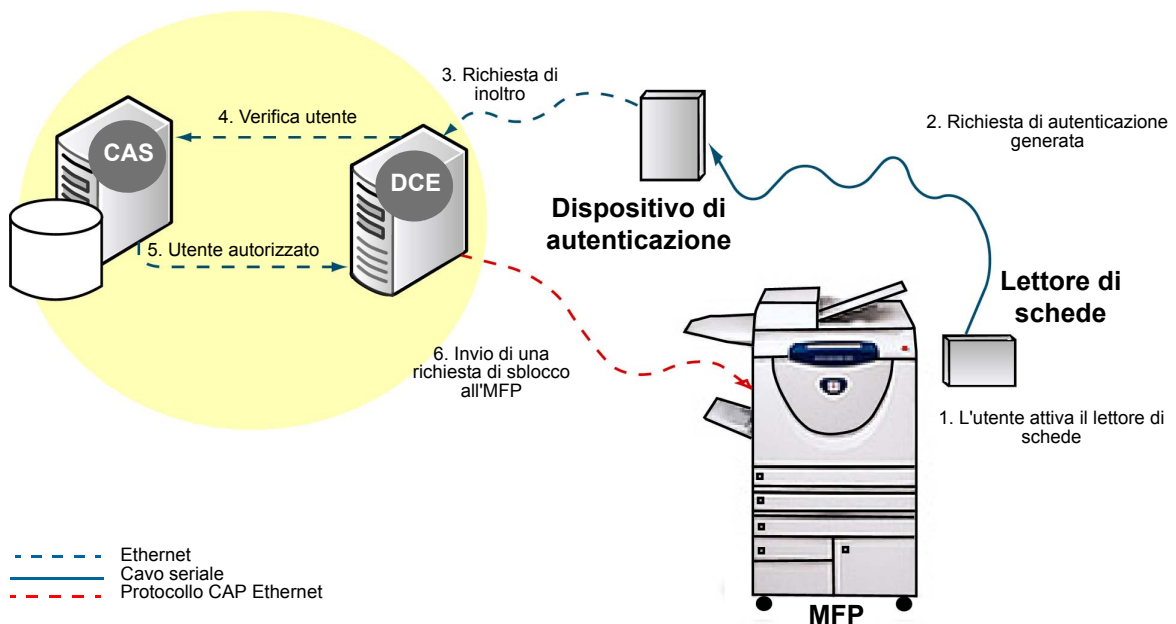 3. Richiesta di
inoltro
4. Verifica utente
CAS
DCE
2. Richiesta di autenticazione
generata
Dispositivo di
autenticazione
5. Utente autorizzato
Lettore di
schede
6. Invio di una
richiesta di sblocco
all'MFP
1. L'utente attiva il lettore di
schede
Ethernet
Cavo seriale
Protocollo CAP Ethernet
MFP